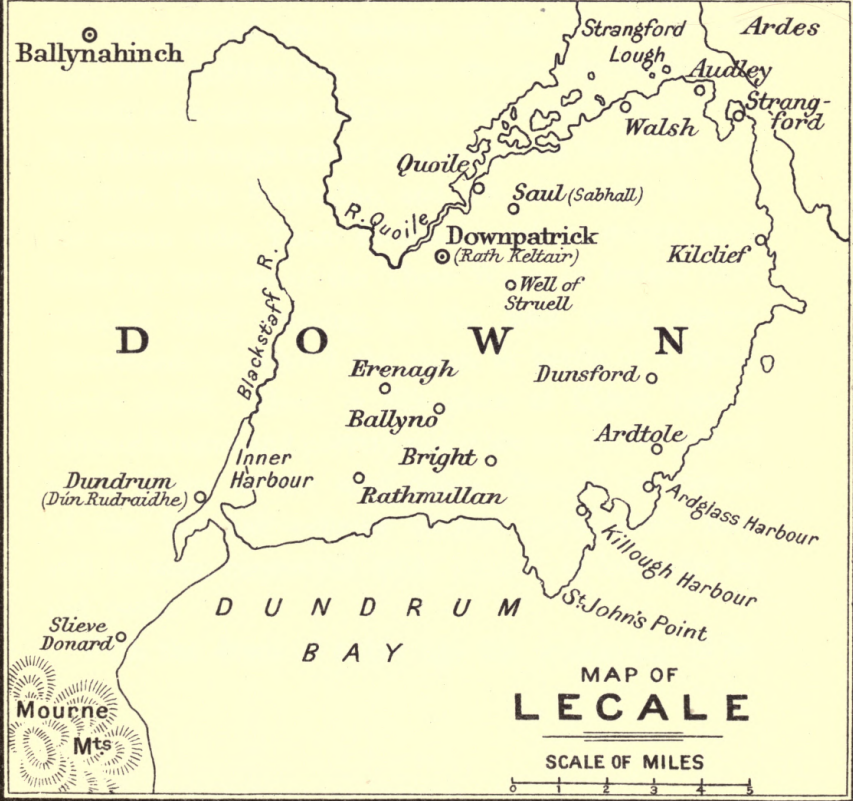 Ballynahinch
Strangford
Lough
Ardes
Audley
Strang-
ford
Walsh
Quoile
Saul (Sabhall)
R. Quoile
Downpatrick
(Rath Keltair)
Kilclief
Well of
Struell
Blackstaff R.
D O W N
Erenagh
Dunsford
Ballyno
Ardtole
Bright
Inner
Harbour
Dundrum
(Dún Rudraidhe)
Rathmullan
Ardglass Harbour
Killough Harbour
St. John's Point
DUNDRUM
BAY
Slieve
Donard
Mourne
Mts
MAP OF
LECALE
SCALE OF MILES
0 1 2 3 4 5